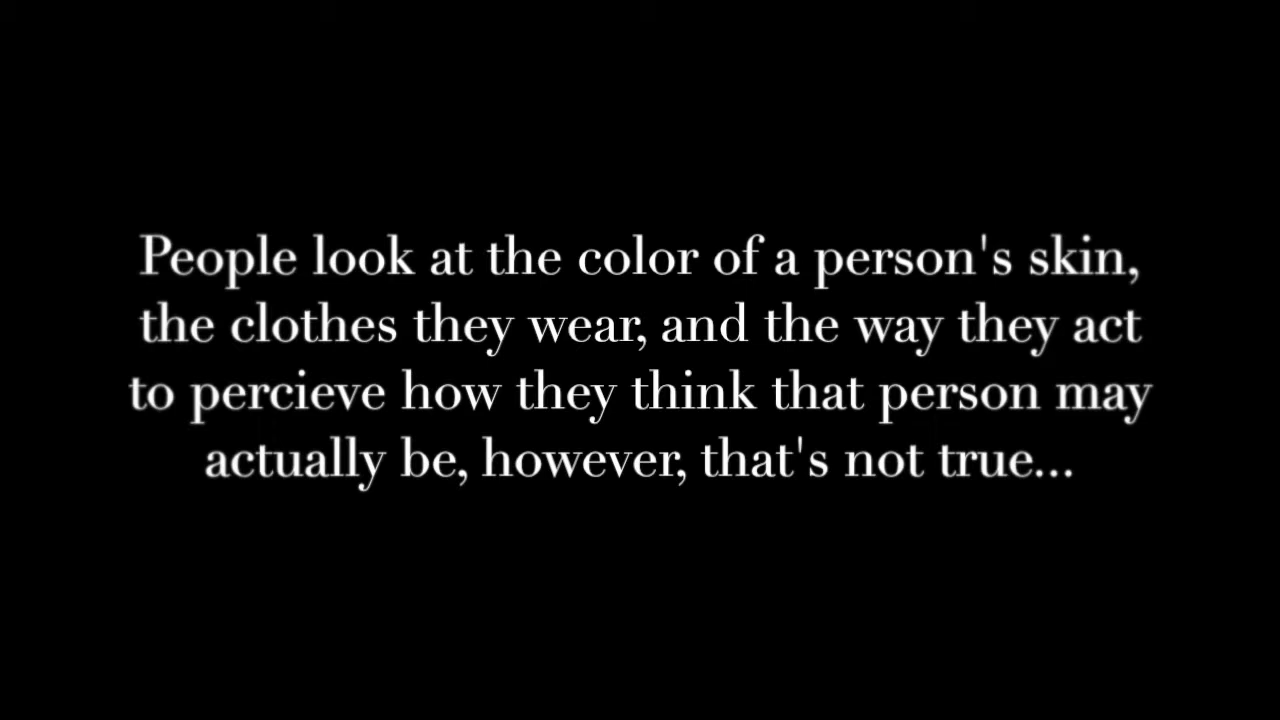 People look at the color of a person's skin,
the clothes they wear, and the way they act
to percieve how they think that person may
actually be, however, that's not true...